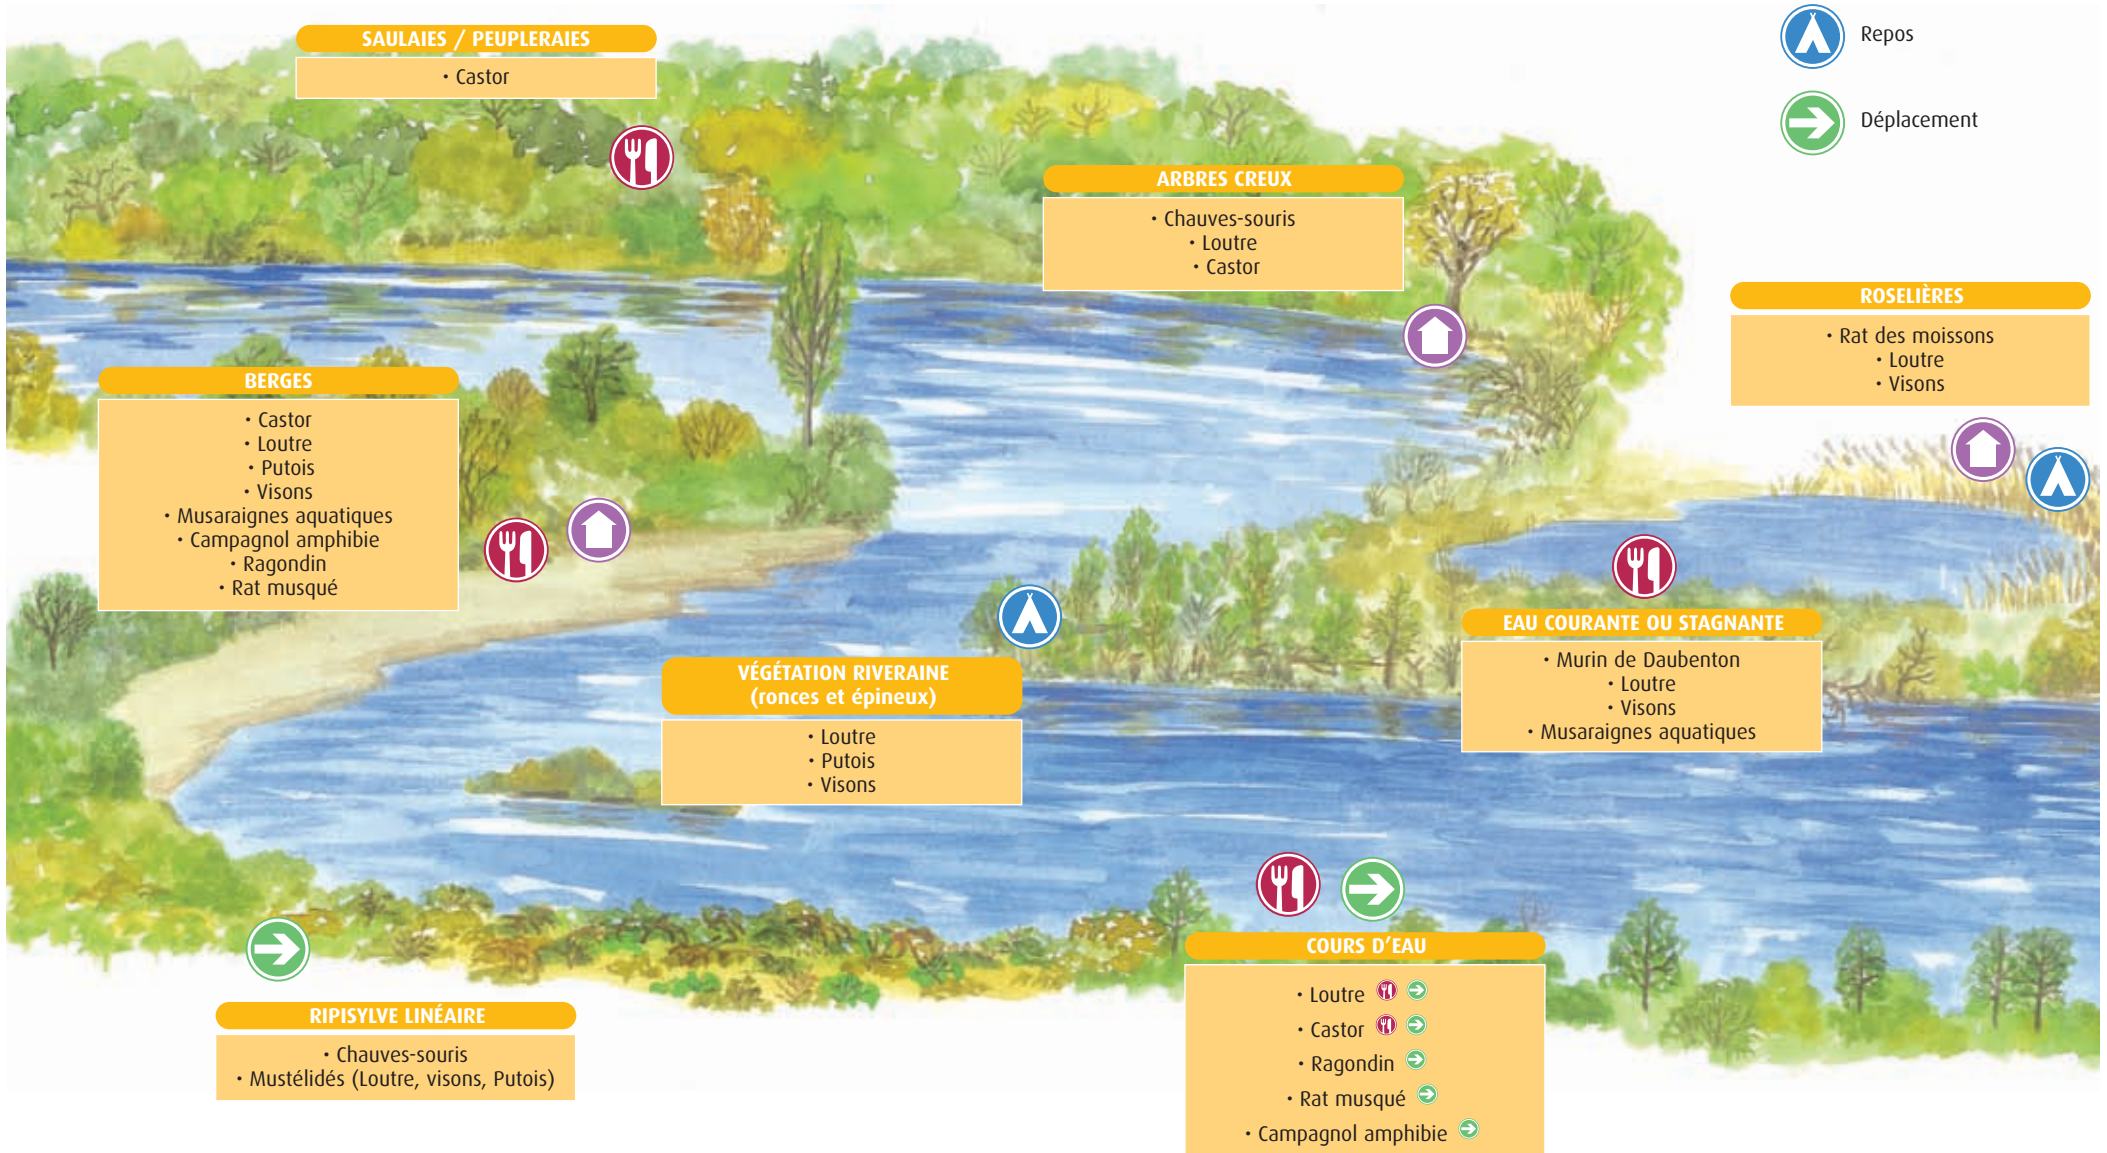 SAULAIES / PEUPLERAIES
• Castor
Repos
Déplacement
ARBRES CREUX
• Chauves-souris
• Loutre
• Castor
ROSELIÈRES
• Rat des moissons
• Loutre
• Visons
BERGES
• Castor
• Loutre
• Putois
• Visons
• Musaraignes aquatiques
• Campagnol amphibie
• Ragondin
• Rat musqué
EAU COURANTE OU STAGNANTE
• Murin de Daubenton
• Loutre
• Visons
• Musaraignes aquatiques
VÉGÉTATION RIVERAINE
(ronces et épineux)
• Loutre
• Putois
• Visons
COURS D'EAU
• Loutre
• Castor
• Ragondin
• Rat musqué
• Campagnol amphibie
RIPISYLVE LINÉAIRE
• Chauves-souris
• Mustélidés (Loutre, visons, Putois)